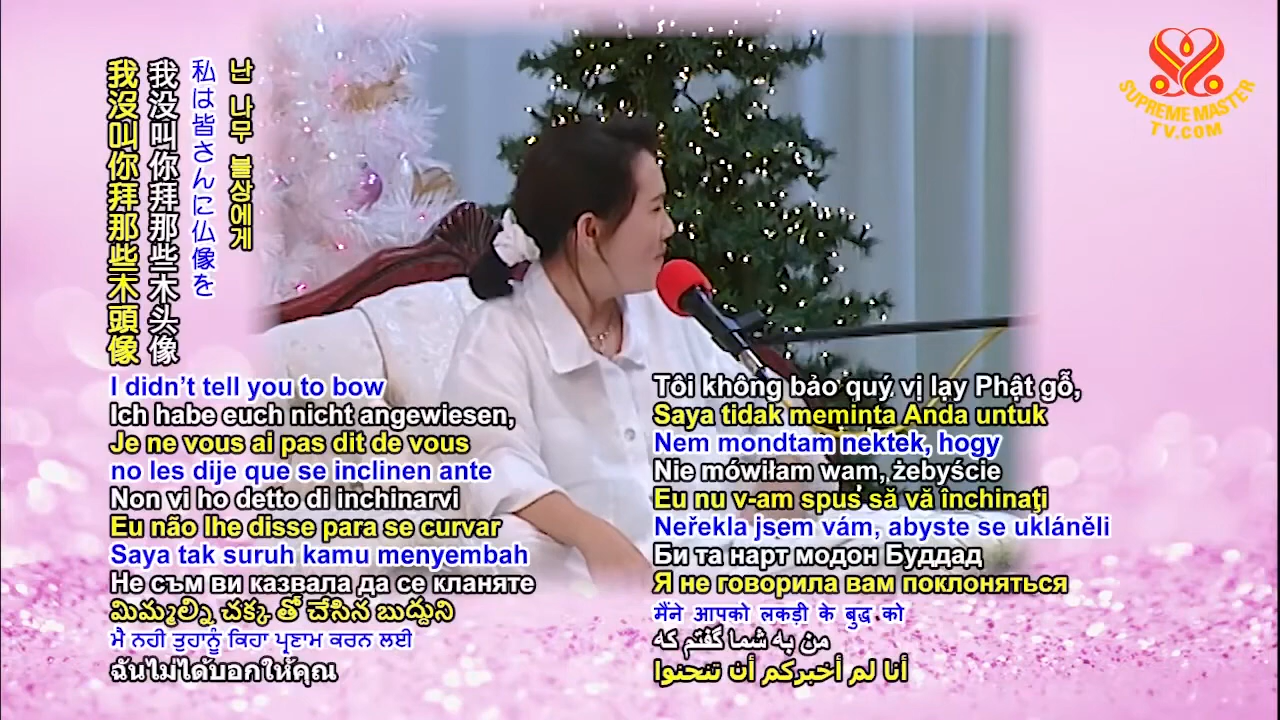 我沒叫你拜那些木頭像
我没叫你拜那些木头像
私は皆さんに仏像を
난 나무 불상에게
SUPREME MASTER
TV.COM
I didn't tell you to bow
Ich habe euch nicht angewiesen,
Je ne vous ai pas dit de vous
no les dije que se inclinen ante
Non vi ho detto di inchinarvi
Eu não lhe disse para se curvar
Saya tak suruh kamu menyembah
Не съм ви казвала да се кланяте
మిమ్మల్ని చెక్క తో చేసిన బుద్ధుని
ਮੈ ਨਹੀ ਤੁਹਾਨੂੰ ਕਿਹਾ ਪ੍ਰਣਾਮ ਕਰਨ ਲਈ
ฉันไม่ได้บอกให้คุณ
Tôi không bảo quý vị lạy Phật gỗ,
Saya tidak meminta Anda untuk
Nem mondtam nektek, hogy
Nie mówiłam wam, żebyście
Eu nu v-am spus să vă închinaţi
Neřekla jsem vám, abyste se ukláněli
Би та нарт модон Буддад
Я не говорила вам поклоняться
मैंने आपको लकड़ी के बुद्ध को
من به شما گفتم که
أنا لم أخبركم أن تنحنوا